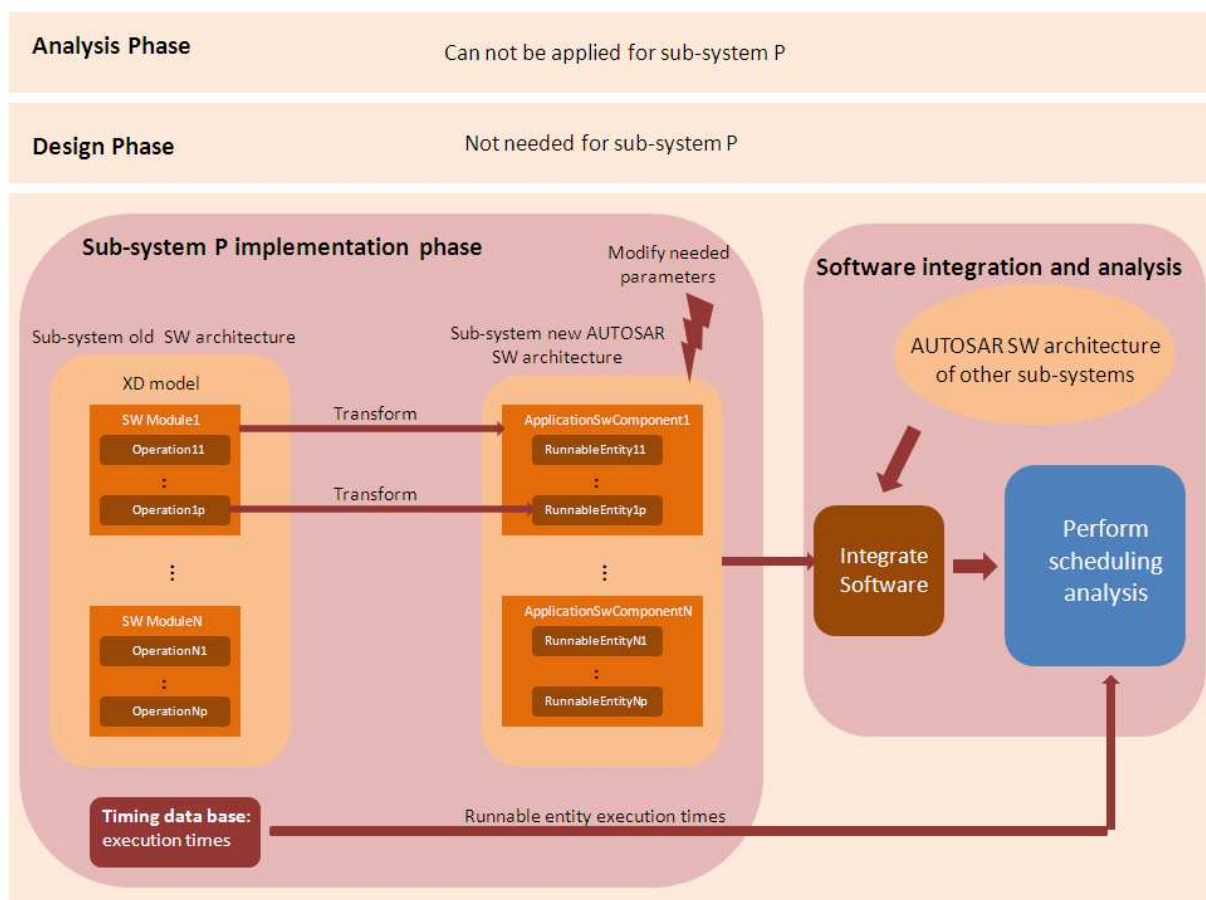 Analysis Phase
Can not be applied for sub-system P
Design Phase
Not needed for sub-system P
Sub-system P implementation phase
Modify needed
parameters
Sub-system old SW architecture
Sub-system new AUTOSAR
SW architecture
XD model
SW Module1
Operation11
:
Operation1p
⋮
SW ModuleN
OperationN1
:
OperationNp
Transform
Transform
ApplicationSwComponent1
RunnableEntity11
:
RunnableEntity1p
⋮
ApplicationSwComponentN
RunnableEntityN1
:
RunnableEntityNp
Timing data base:
execution times
Runnable entity execution times
Software integration and analysis
AUTOSAR SW architecture
of other sub-systems
Integrate
Software
Perform
scheduling
analysis